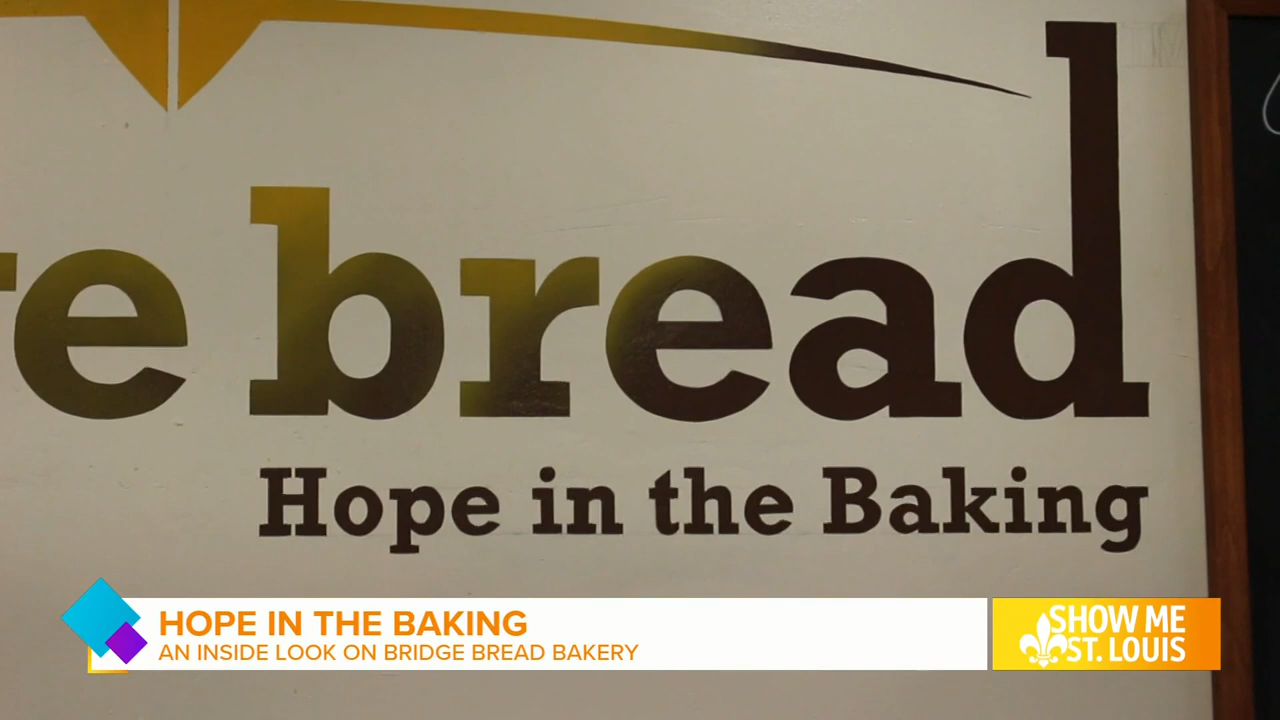 e bread
Hope in the Baking
HOPE IN THE BAKING
AN INSIDE LOOK ON BRIDGE BREAD BAKERY
SHOW ME
ST. LOUIS